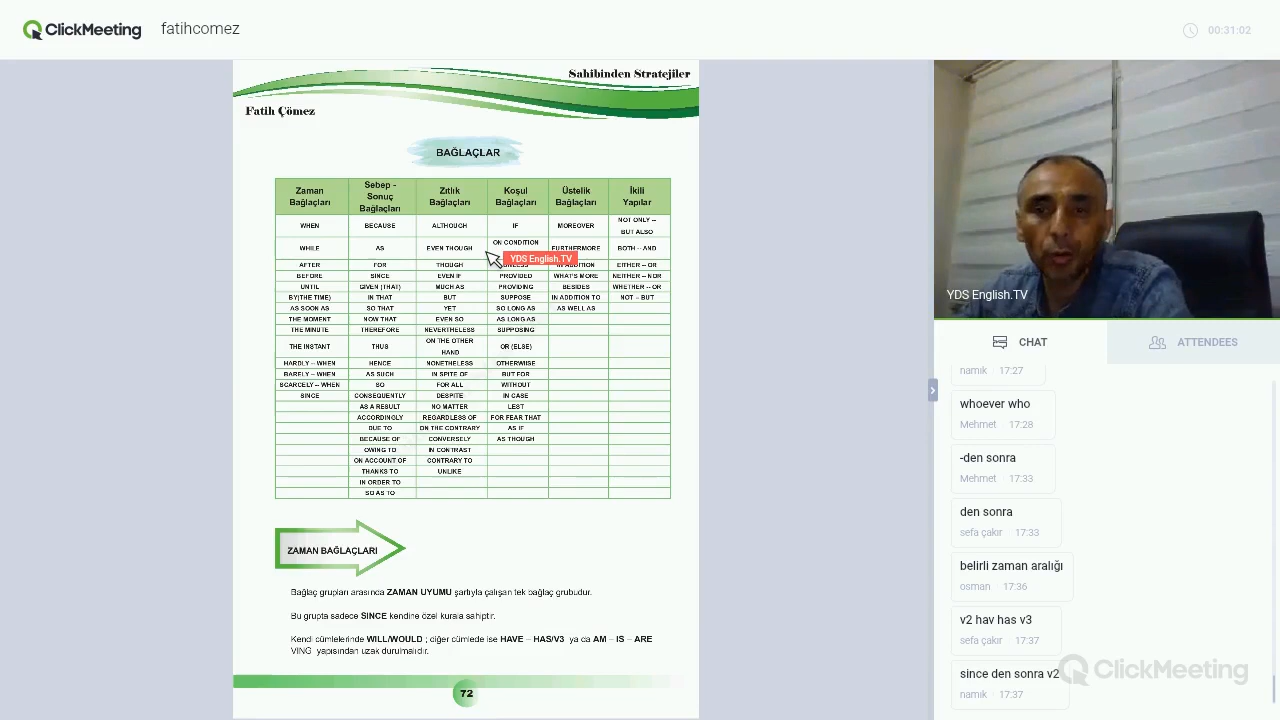 ClickMeeting fatihcomez 00:31:02
Sahibinden Stratejiler
Fatih Çömez
BAĞLAÇLAR
Zaman Bağlaçları Sebep - Sonuç Bağlaçları Zıtlık Bağlaçları Koşul Bağlaçları Üstelik Bağlaçları İkili Yapılar
WHEN BECAUSE ALTHOUGH IF MOREOVER NOT ONLY -- BUT ALSO
WHILE AS EVEN THOUGH ON CONDITION FURTHERMORE BOTH -- AND
YDS English.TV
AFTER FOR THOUGH EITHER -- OR
BEFORE SINCE EVEN IF PROVIDED WHAT'S MORE NEITHER -- NOR
UNTIL GIVEN (THAT) MUCH AS PROVIDING BESIDES WHETHER -- OR
BY(THE TIME) IN THAT BUT SUPPOSE IN ADDITION TO NOT -- BUT
AS SOON AS SO THAT YET SO LONG AS AS WELL AS
THE MOMENT NOW THAT EVEN SO AS LONG AS
THE MINUTE THEREFORE NEVERTHELESS SUPPOSING
THE INSTANT THUS ON THE OTHER HAND OR (ELSE)
HARDLY -- WHEN HENCE NONETHELESS OTHERWIISE
BARELY -- WHEN AS SUCH IN SPITE OF BUT FOR
SCARCELY -- WHEN SO FOR ALL WITHOUT
SINCE CONSEQUENTLY DESPITE IN CASE
AS A RESULT NO MATTER LEST
ACCORDINGLY REGARDLESS OF FOR FEAR THAT
DUE TO ON THE CONTRARY AS IF
BECAUSE OF CONVERSELY AS THOUGH
OWING TO IN CONTRAST
ON ACCOUNT OF CONTRARY TO
THANKS TO UNLIKE
IN ORDER TO
SO AS TO
ZAMAN BAĞLAÇLARI
Bağlaç grupları arasında ZAMAN UYUMU şartıyla çalışan tek bağlaç grubudur.
Bu grupta sadece SINCE kendine özel kurala sahiptir.
Kendi cümlelerinde WILL/WOULD ; diğer cümlede ise HAVE – HAS/V3 ya da AM – IS – ARE
VING yapısından uzak durulmalıdır.
72
YDS English.TV
CHAT ATTENDEES
namık 17:27
whoever who
Mehmet 17:28
-den sonra
Mehmet 17:33
den sonra
sefa çakır 17:33
belirli zaman aralığı
osman 17:36
v2 hav has v3
sefa çakır 17:37
since den sonra v2
namık 17:37
ClickMeeting